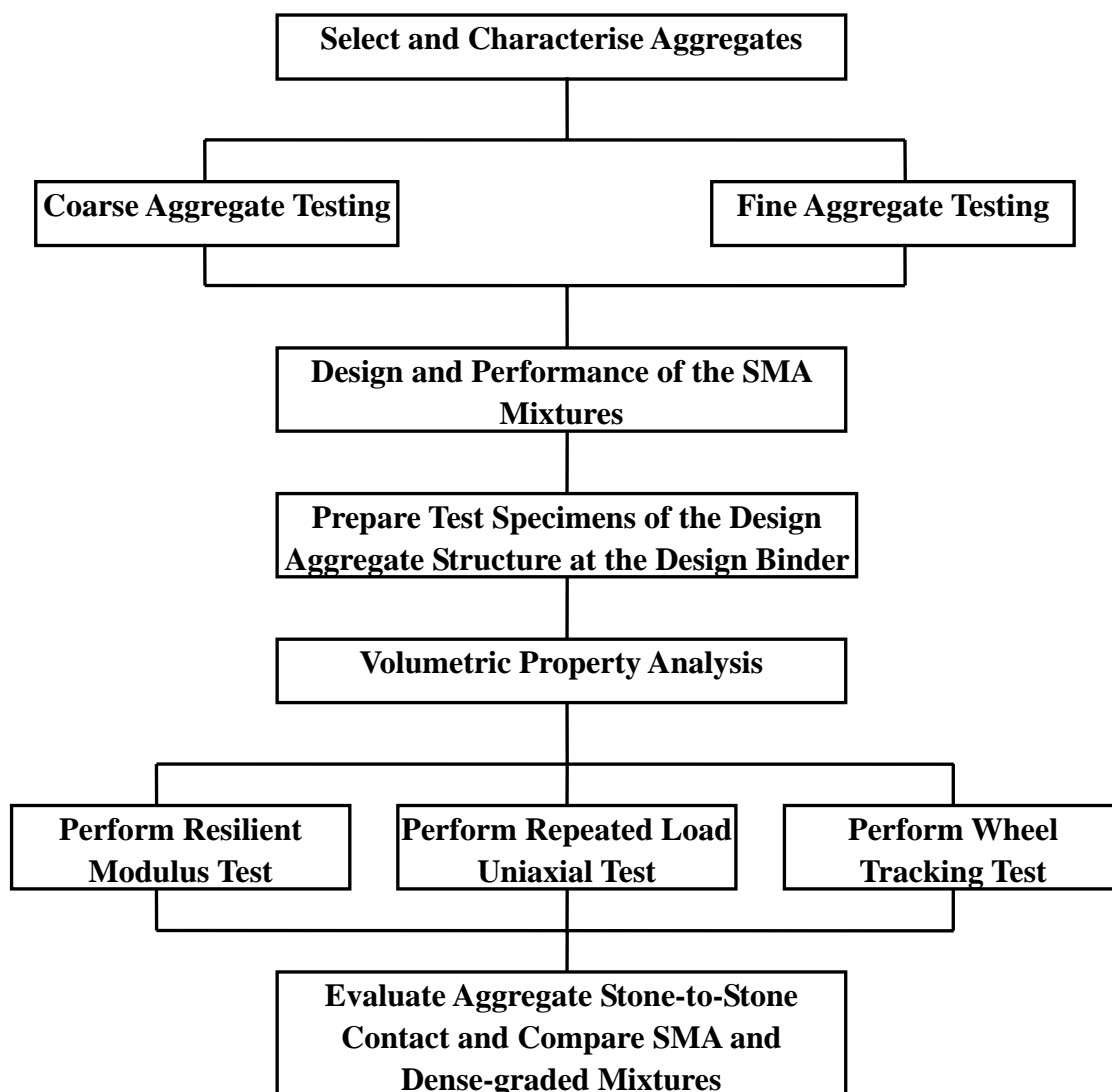 Select and Characterise Aggregates
Coarse Aggregate Testing
Fine Aggregate Testing
Design and Performance of the SMA
Mixtures
Prepare Test Specimens of the Design
Aggregate Structure at the Design Binder
Volumetric Property Analysis
Perform Resilient
Modulus Test
Perform Repeated Load
Uniaxial Test
Perform Wheel
Tracking Test
Evaluate Aggregate Stone-to-Stone
Contact and Compare SMA and
Dense-graded Mixtures